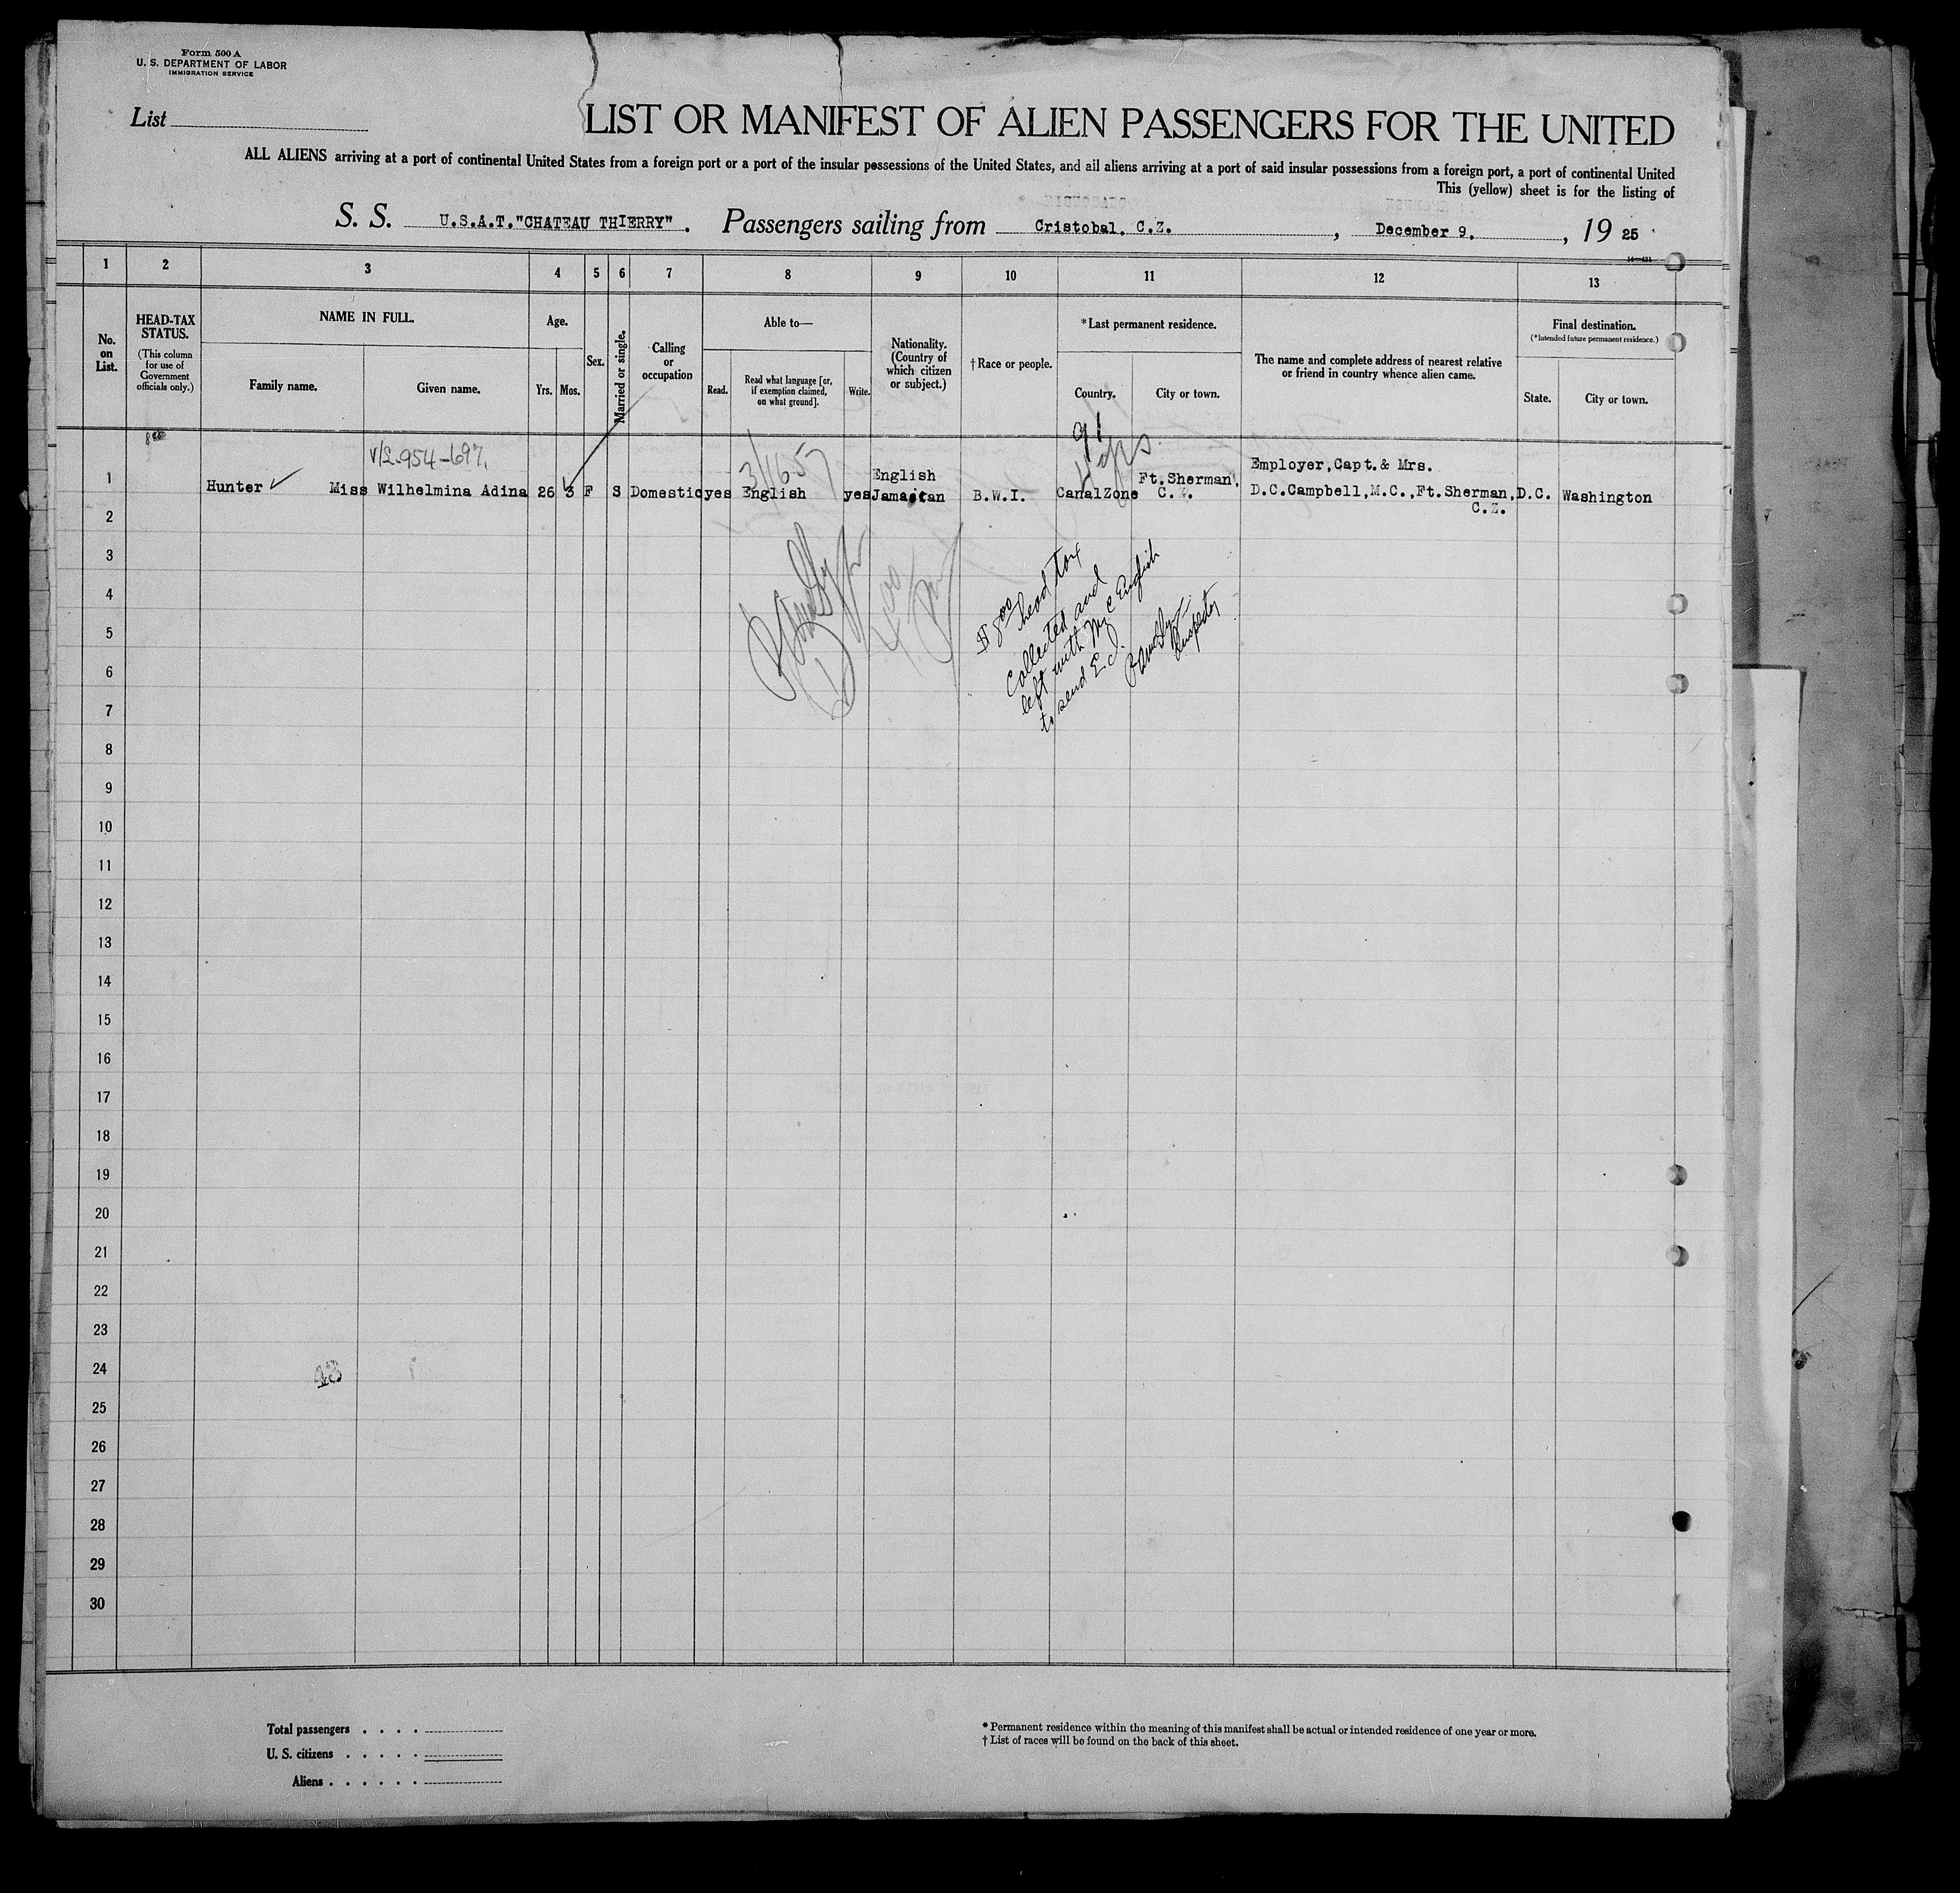 Form 500 A
U. S. DEPARTMENT OF LABOR
IMMIGRATION SERVICE
List
LIST OR MANIFEST OF ALIEN PASSENGERS FOR THE UNITED
ALL ALIENS arriving at a port of continental United States from a foreign port or a port of the insular possessions of the United States, and all aliens arriving at a port of said insular possessions from a foreign port, a port of continental United
This (yellow) sheet is for the listing of
S. S. U.S.A.T."CHATEAU THIERRY". Passengers sailing from Cristobal. C.Z. , December 9. , 19 25
1 2 3 4 5 6 7 8 9 10 11 12 13
No. on List.
HEAD-TAX STATUS.
(This column for use of Government officials only.)
NAME IN FULL.
Family name. Given name.
Age.
Yrs. Mos.
Sex.
Married or single.
Calling or occupation
Able to—
Read. Read what language [or, if exemption claimed, on what ground]. Write.
Nationality. (Country of which citizen or subject.)
† Race or people.
* Last permanent residence.
Country. City or town.
The name and complete address of nearest relative or friend in country whence alien came.
Final destination.
(* Intended future permanent residence.)
State. City or town.
91
V/2-954-697.
31657
1 Hunter Miss Wilhelmina Adina 26 3 F S Domestic yes English yes English Jamaican B.W.I. CanalZone Ft.Sherman, C.Z. Employer,Capt.& Mrs.
D.C.Campbell,M.C.,Ft.Sherman, D.C. Washington
C.Z.
2
3
$8 00 head tax
4
collected and
5
left with Mr English
6
to send E.I.
Inspector
7
8
9
10
11
12
13
14
15
16
17
18
19
20
21
22
23
24
25
26
27
28
29
30
Total passengers . . . .
U. S. citizens . . . . .
Aliens . . . . . .
* Permanent residence within the meaning of this manifest shall be actual or intended residence of one year or more.
† List of races will be found on the back of this sheet.